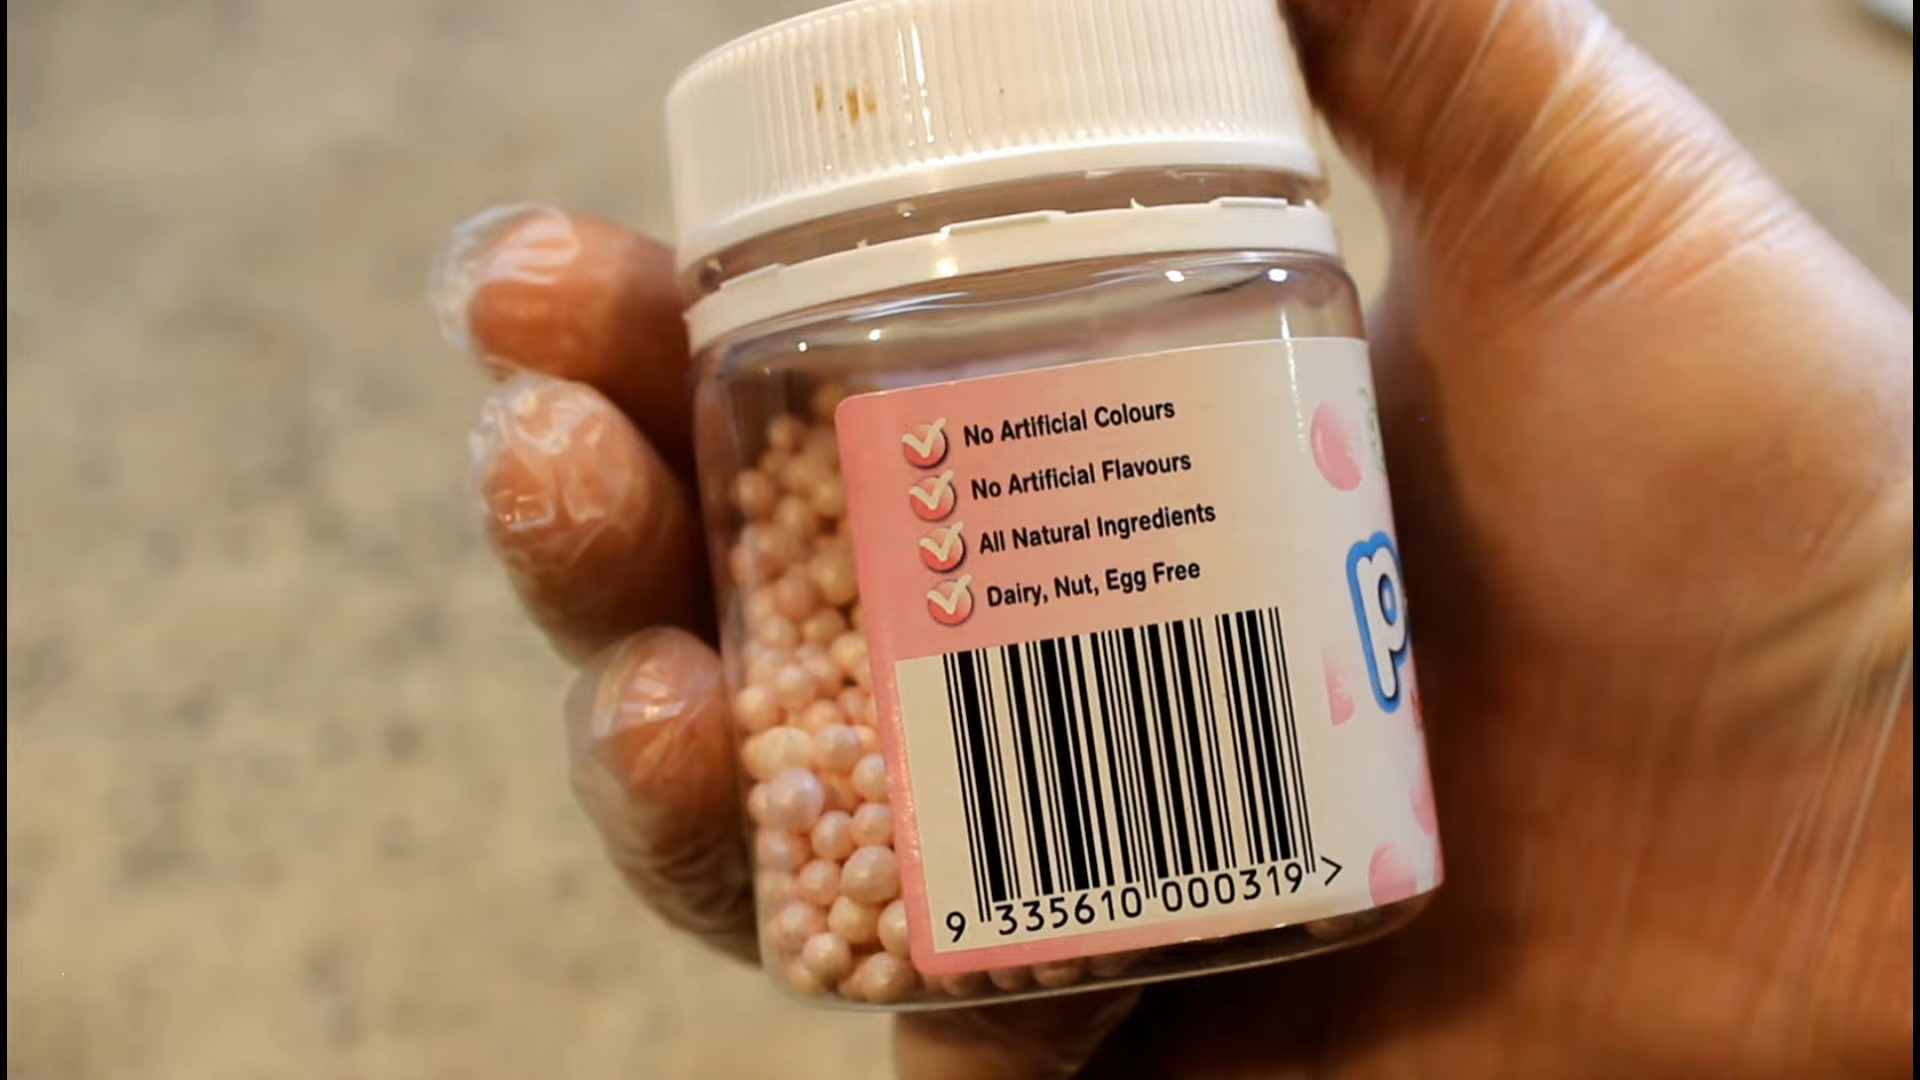 No Artificial Colours
No Artificial Flavours
All Natural Ingredients
Dairy, Nut, Egg Free
9 335610 000319 >
p